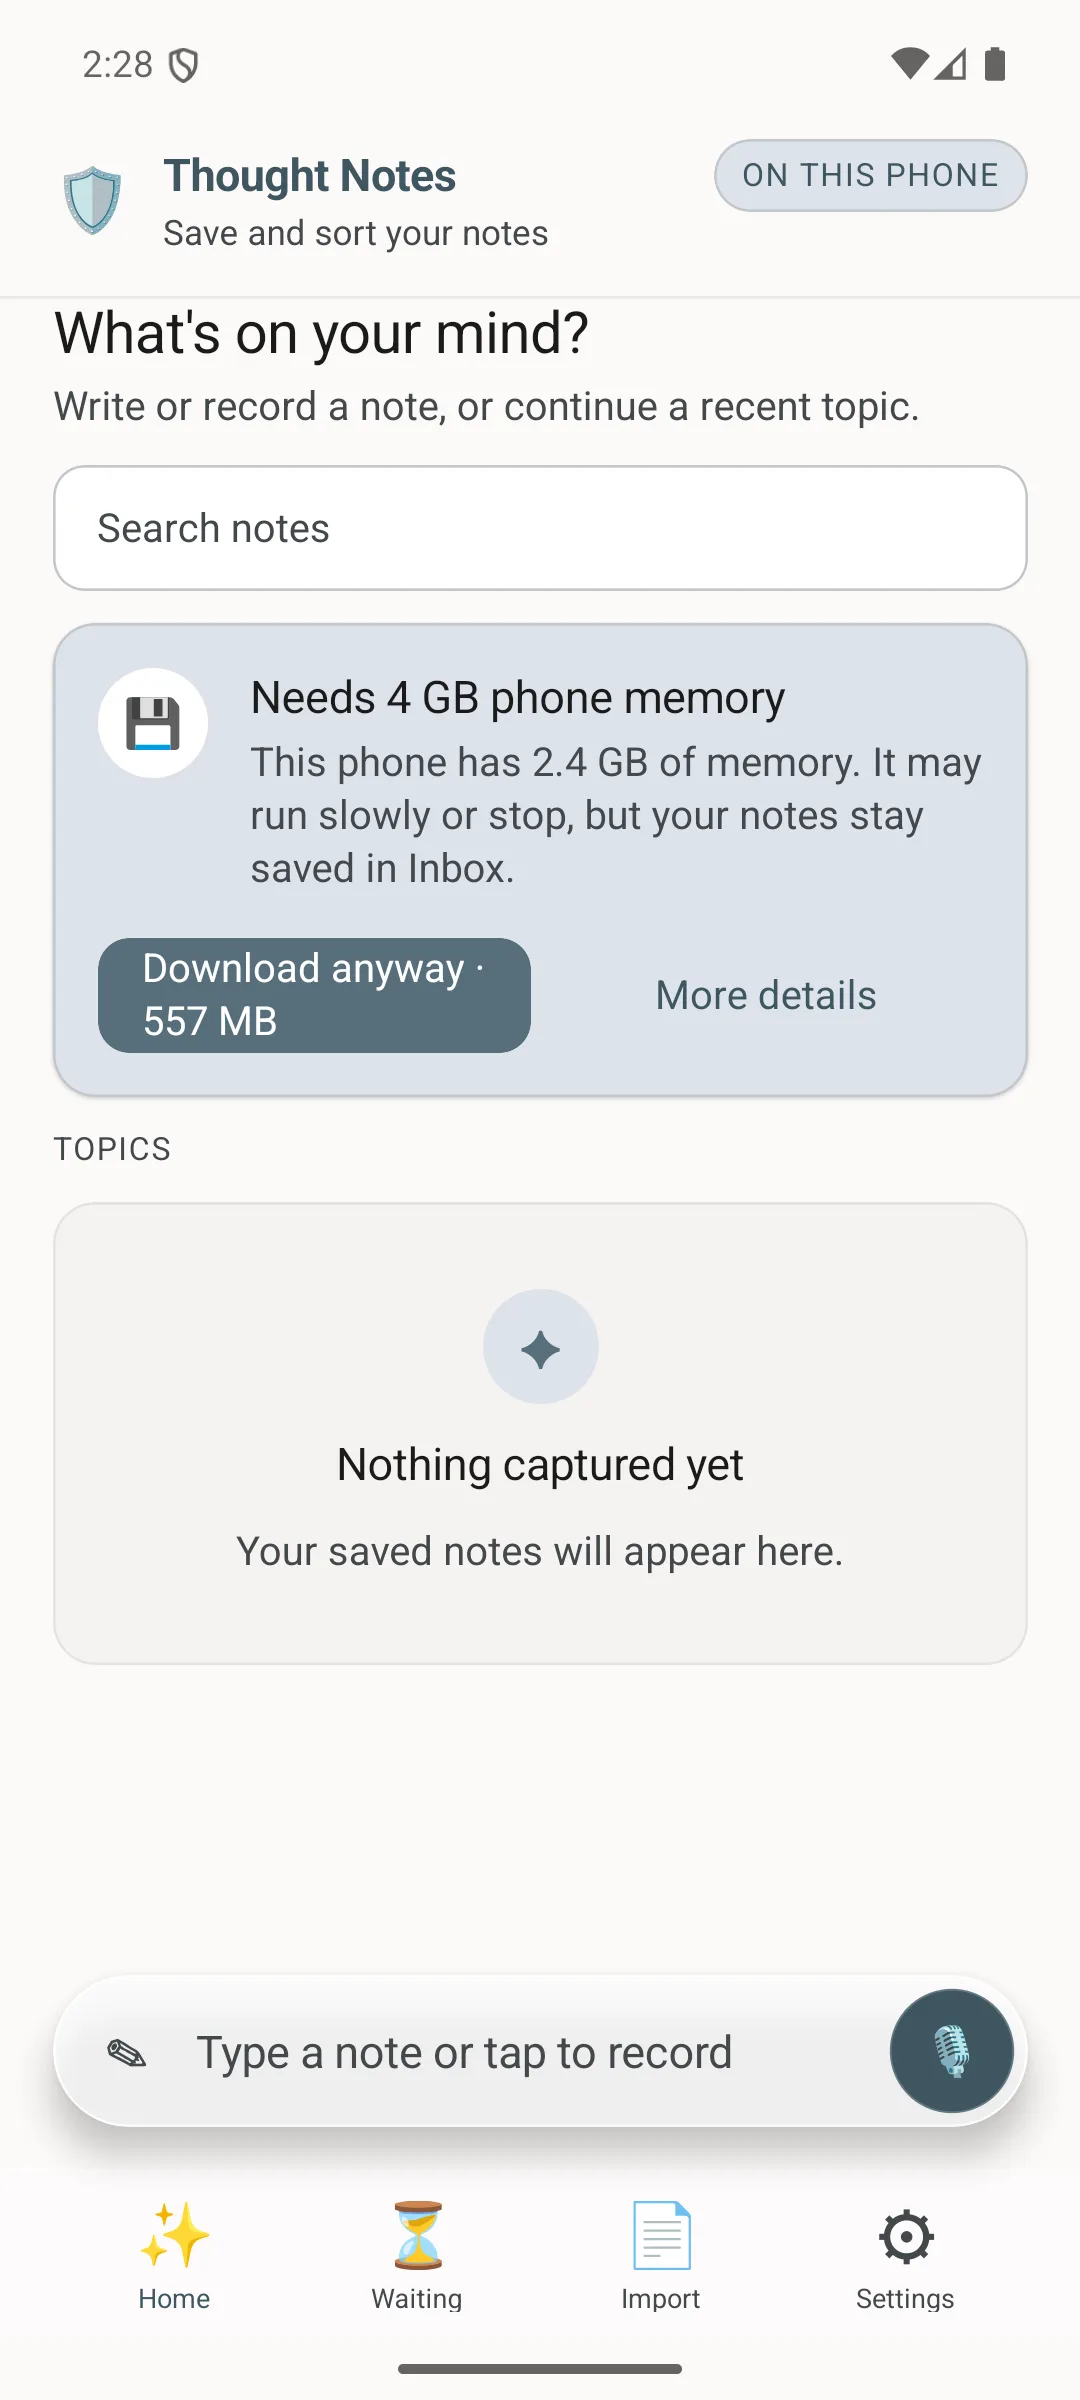 2:28
Thought Notes
ON THIS PHONE
Save and sort your notes
What's on your mind?
Write or record a note, or continue a recent topic.
Search notes
Needs 4 GB phone memory
This phone has 2.4 GB of memory. It may
run slowly or stop, but your notes stay
saved in Inbox.
Download anyway ·
557 MB
More details
TOPICS
Nothing captured yet
Your saved notes will appear here.
Type a note or tap to record
Home
Waiting
Import
Settings